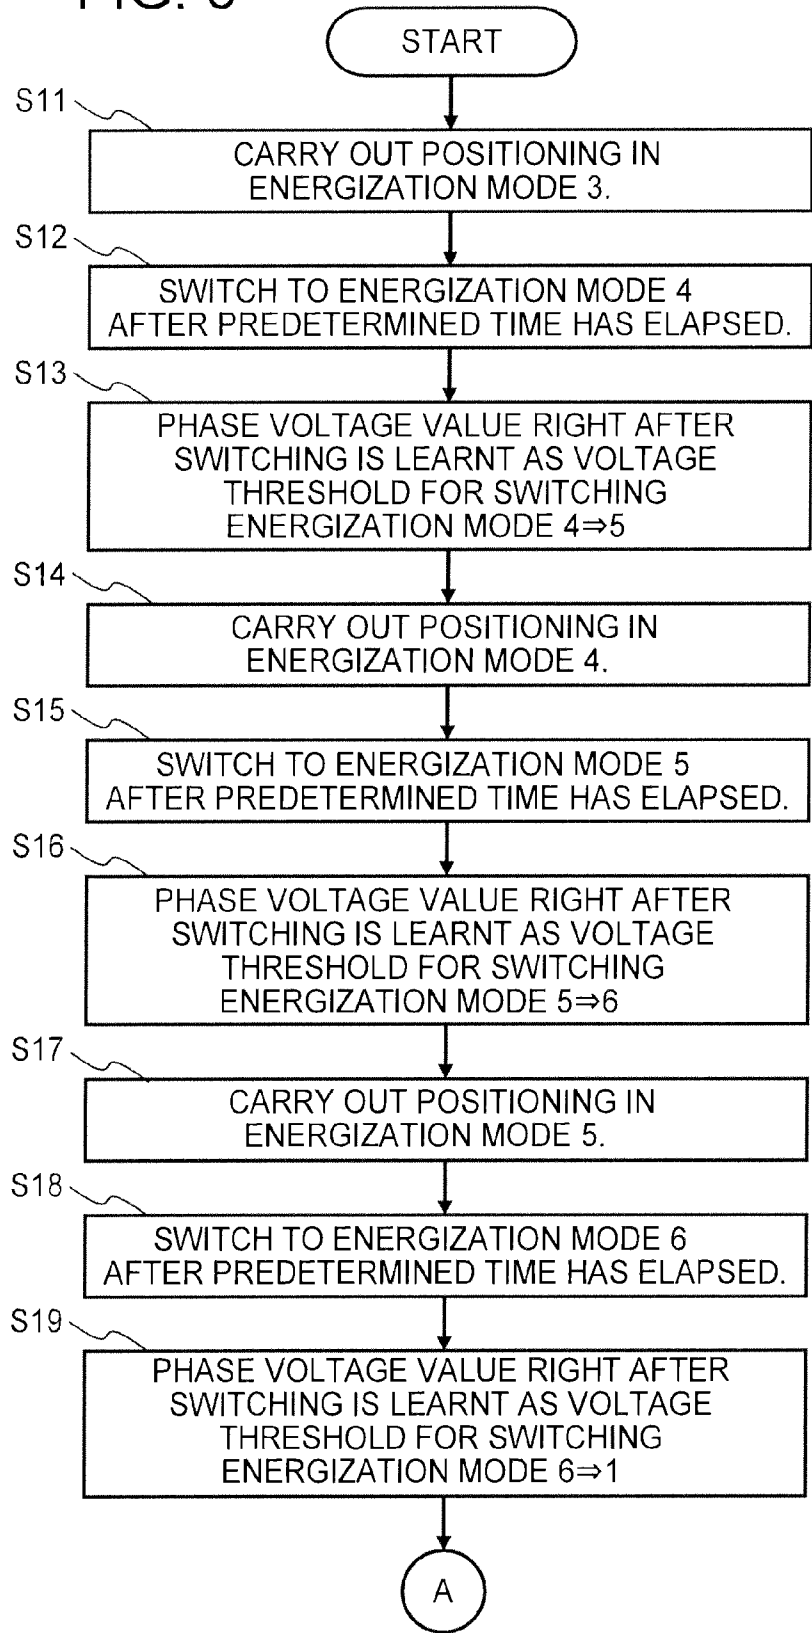 START
S11
CARRY OUT POSITIONING IN
ENERGIZATION MODE 3.
S12
SWITCH TO ENERGIZATION MODE 4
AFTER PREDETERMINED TIME HAS ELAPSED.
S13
PHASE VOLTAGE VALUE RIGHT AFTER
SWITCHING IS LEARNT AS VOLTAGE
THRESHOLD FOR SWITCHING
ENERGIZATION MODE 4⇒5
S14
CARRY OUT POSITIONING IN
ENERGIZATION MODE 4.
S15
SWITCH TO ENERGIZATION MODE 5
AFTER PREDETERMINED TIME HAS ELAPSED.
S16
PHASE VOLTAGE VALUE RIGHT AFTER
SWITCHING IS LEARNT AS VOLTAGE
THRESHOLD FOR SWITCHING
ENERGIZATION MODE 5⇒6
S17
CARRY OUT POSITIONING IN
ENERGIZATION MODE 5.
S18
SWITCH TO ENERGIZATION MODE 6
AFTER PREDETERMINED TIME HAS ELAPSED.
S19
PHASE VOLTAGE VALUE RIGHT AFTER
SWITCHING IS LEARNT AS VOLTAGE
THRESHOLD FOR SWITCHING
ENERGIZATION MODE 6⇒1
A